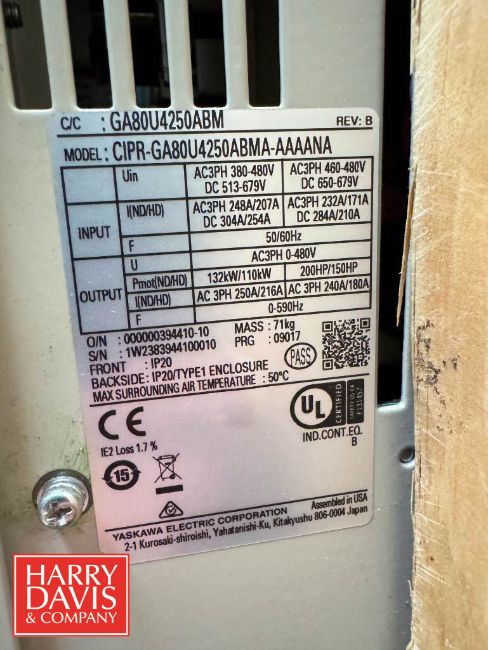 C/C : GA80U4250ABM REV: B
MODEL: CIPR-GA80U4250ABMA-AAAANA
INPUT Uin AC3PH 380-480V DC 513-679V AC3PH 460-480V DC 650-679V
I(ND/HD) AC3PH 248A/207A DC 304A/254A AC3PH 232A/171A DC 284A/210A
F 50/60Hz
OUTPUT U AC3PH 0-480V
Pmot(ND/HD) 132kW/110kW 200HP/150HP
I(ND/HD) AC 3PH 250A/216A AC 3PH 240A/180A
F 0-590Hz
O/N : 000000394410-10 MASS : 71kg
S/N : 1W2383944100010 PRG : 09017
FRONT : IP20
BACKSIDE: IP20/TYPE1 ENCLOSURE
MAX SURROUNDING AIR TEMPERATURE : 50°C
PASS
CE
IE2 Loss 1.7 %
UL
CERTIFIED
IND.CONT.EQ.
B
15
Assembled in USA
YASKAWA ELECTRIC CORPORATION
2-1 Kurosaki-shiroishi, Yahatanishi-Ku, Kitakyushu 806-0004 Japan
HARRY
DAVIS
& COMPANY